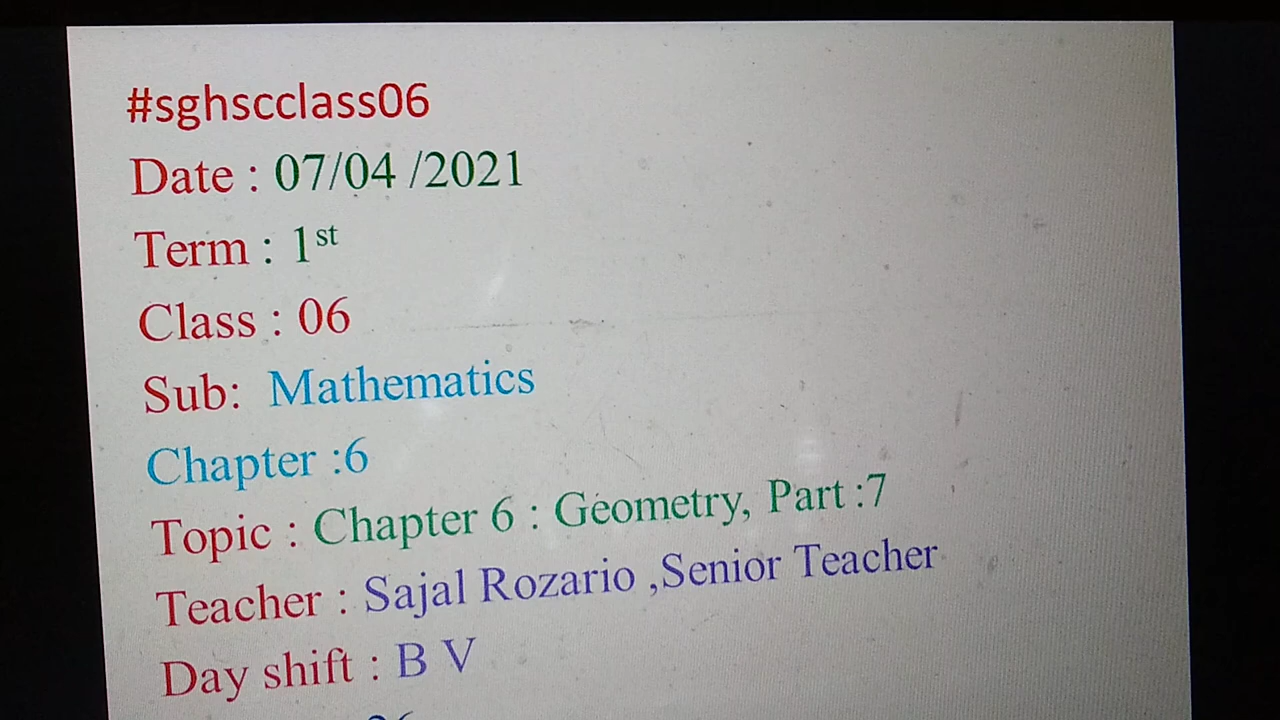 #sghscclass06
Date : 07/04 /2021
Term : 1st
Class : 06
Sub: Mathematics
Chapter :6
Topic : Chapter 6 : Geometry, Part :7
Teacher : Sajal Rozario ,Senior Teacher
Day shift : B V